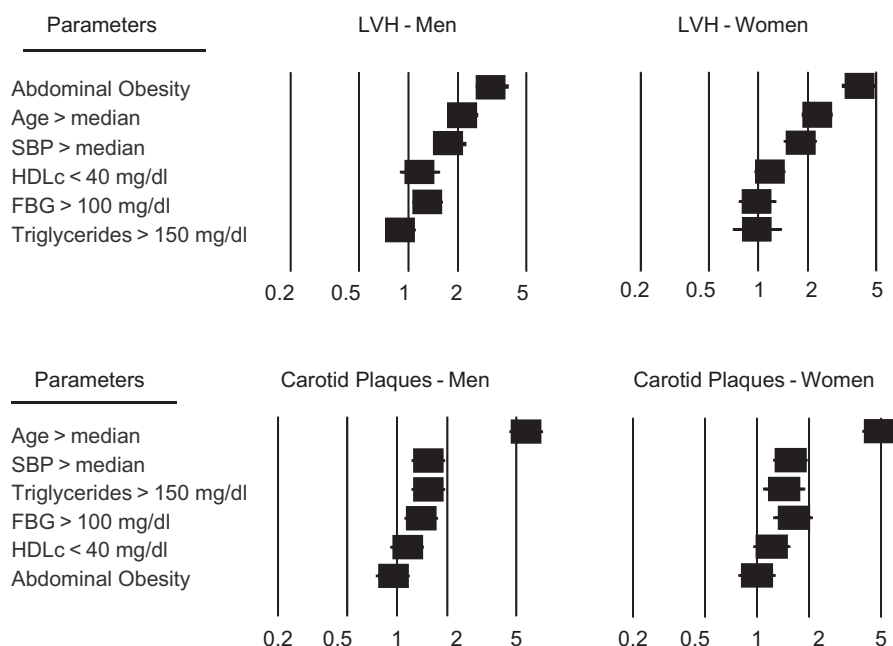 Parameters LVH - Men LVH - Women
Abdominal Obesity
Age > median
SBP > median
HDLc < 40 mg/dl
FBG > 100 mg/dl
Triglycerides > 150 mg/dl
0.2 0.5 1 2 5 0.2 0.5 1 2 5
Parameters Carotid Plaques - Men Carotid Plaques - Women
Age > median
SBP > median
Triglycerides > 150 mg/dl
FBG > 100 mg/dl
HDLc < 40 mg/dl
Abdominal Obesity
0.2 0.5 1 2 5 0.2 0.5 1 2 5